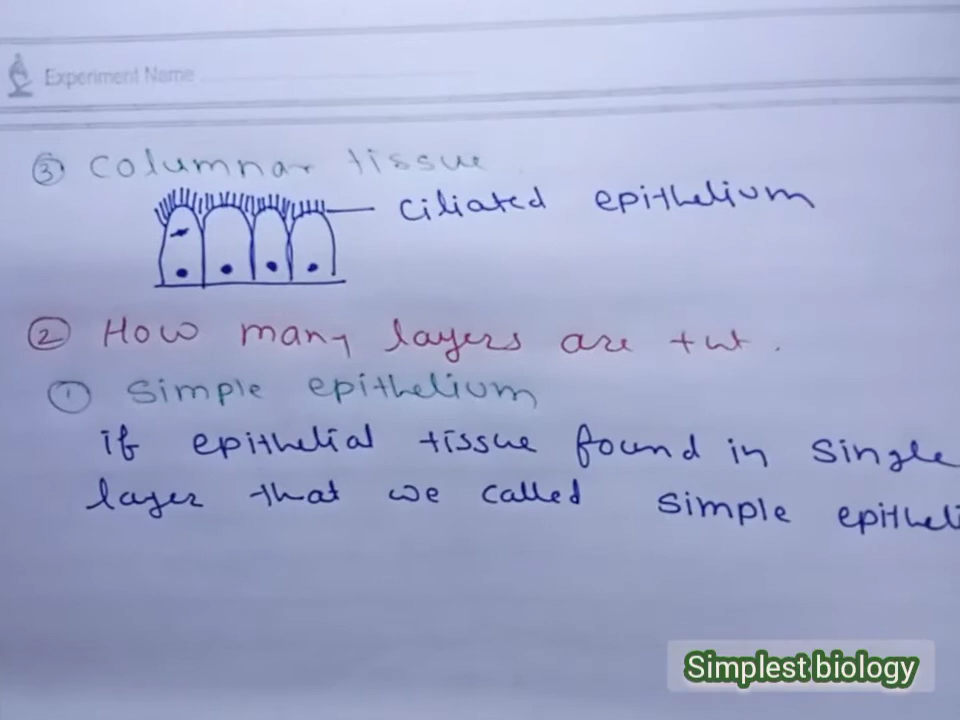 Experiment Name
③ Columnar tissue
Ciliated epithelium
② How many layers are
① Simple epithelium
if epithelial tissue found in single
layer that we called simple epitheli
Simplest biology